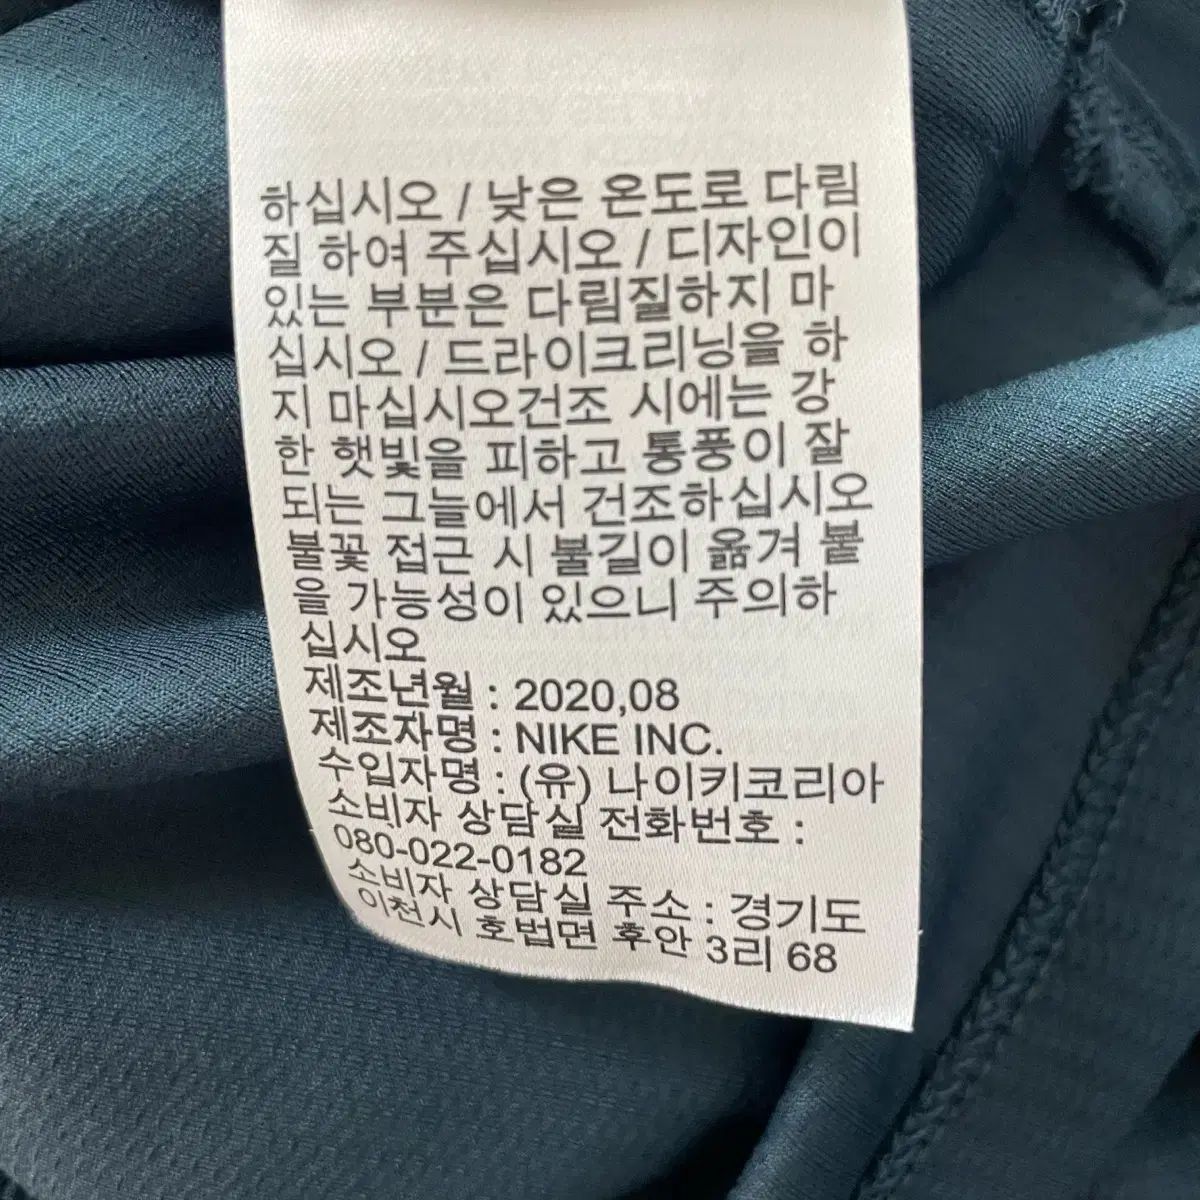 하십시오 / 낮은 온도로 다림
질 하여 주십시오 / 디자인이
있는 부분은 다림질하지 마
십시오 / 드라이크리닝을 하
지 마십시오건조 시에는 강
한 햇빛을 피하고 통풍이 잘
되는 그늘에서 건조하십시오
불꽃 접근 시 불길이 옮겨 붙
을 가능성이 있으니 주의하
십시오
제조년월 : 2020,08
제조자명 : NIKE INC.
수입자명 : (유) 나이키코리아
소비자 상담실 전화번호 :
080-022-0182
소비자 상담실 주소 : 경기도
이천시 호법면 후안 3리 68